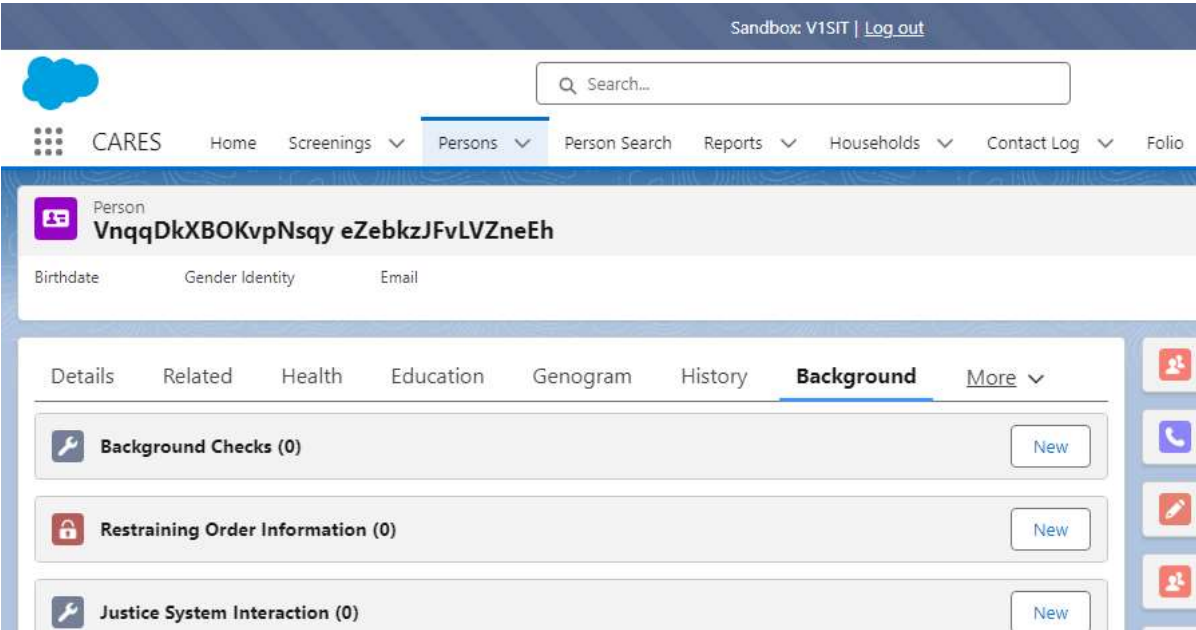 Sandbox: V1SIT | Log out
Search...
CARES Home Screenings Persons Person Search Reports Households Contact Log Folio
Person
VnqqDkXBOKvpNsqy eZebkzJFvLVZneEh
Birthdate Gender Identity Email
Details Related Health Education Genogram History Background More
Background Checks (0) New
Restraining Order Information (0) New
Justice System Interaction (0) New